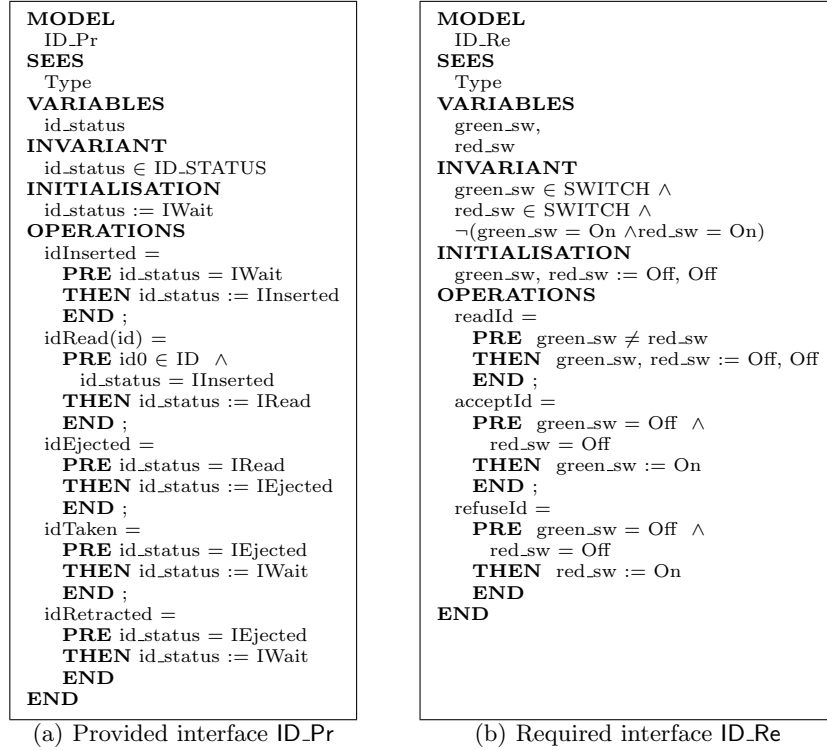 MODEL
ID_Pr
SEES
Type
VARIABLES
id_status
INVARIANT
id_status ∈ ID_STATUS
INITIALISATION
id_status := IWait
OPERATIONS
idInserted =
PRE id_status = IWait
THEN id_status := IInserted
END ;
idRead(id) =
PRE id0 ∈ ID ∧
id_status = IInserted
THEN id_status := IRead
END ;
idEjected =
PRE id_status = IRead
THEN id_status := IEjected
END ;
idTaken =
PRE id_status = IEjected
THEN id_status := IWait
END ;
idRetracted =
PRE id_status = IEjected
THEN id_status := IWait
END
END
(a) Provided interface ID_Pr
MODEL
ID_Re
SEES
Type
VARIABLES
green_sw,
red_sw
INVARIANT
green_sw ∈ SWITCH ∧
red_sw ∈ SWITCH ∧
¬(green_sw = On ∧red_sw = On)
INITIALISATION
green_sw, red_sw := Off, Off
OPERATIONS
readId =
PRE green_sw ≠ red_sw
THEN green_sw, red_sw := Off, Off
END ;
acceptId =
PRE green_sw = Off ∧
red_sw = Off
THEN green_sw := On
END ;
refuseId =
PRE green_sw = Off ∧
red_sw = Off
THEN red_sw := On
END
END
(b) Required interface ID_Re